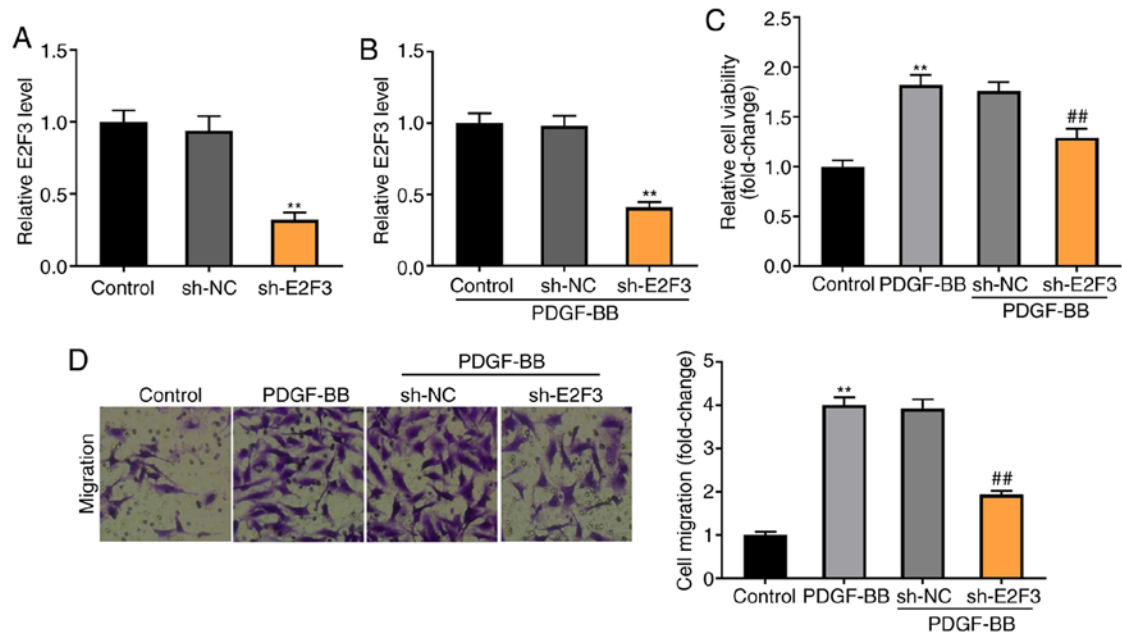 A
Relative E2F3 level
1.5
1.0
0.5
0.0
**
Control sh-NC sh-E2F3
B
Relative E2F3 level
1.5
1.0
0.5
0.0
**
Control sh-NC sh-E2F3
PDGF-BB
C
Relative cell viability
(fold-change)
2.5
2.0
1.5
1.0
0.5
0.0
**
##
Control PDGF-BB sh-NC sh-E2F3
PDGF-BB
D
PDGF-BB
Control PDGF-BB sh-NC sh-E2F3
Migration
Cell migration (fold-change)
5
4
3
2
1
0
**
##
Control PDGF-BB sh-NC sh-E2F3
PDGF-BB